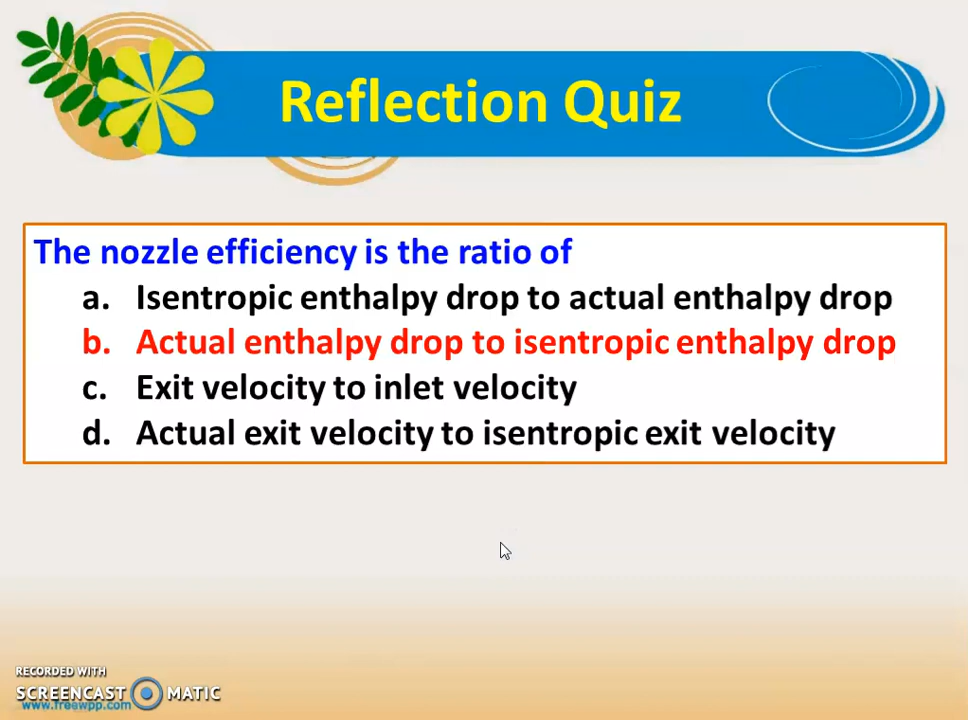 Reflection Quiz
The nozzle efficiency is the ratio of
a. Isentropic enthalpy drop to actual enthalpy drop
b. Actual enthalpy drop to isentropic enthalpy drop
c. Exit velocity to inlet velocity
d. Actual exit velocity to isentropic exit velocity
RECORDED WITH
SCREENCAST MATIC
www.freewpp.com